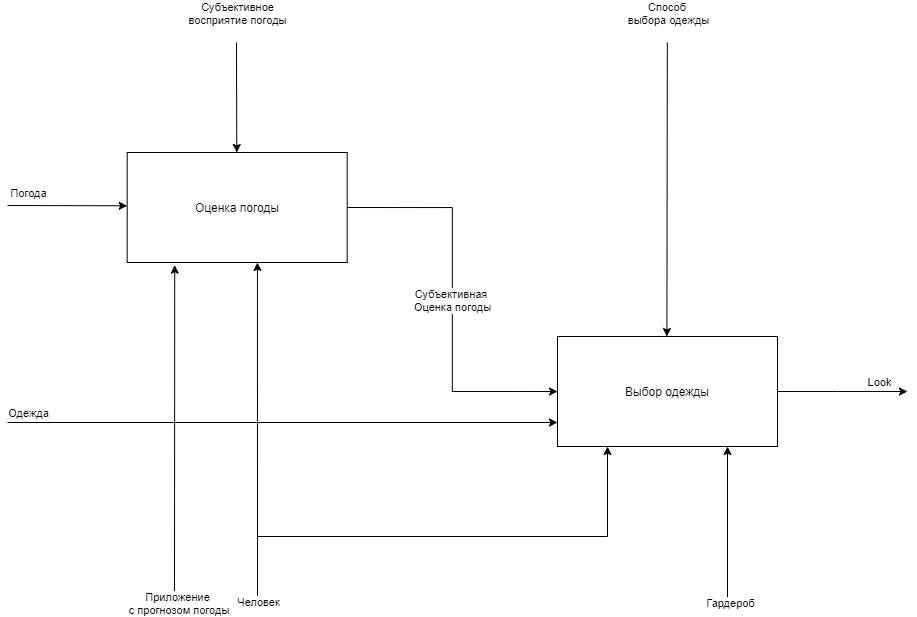 Субъективное
восприятие погоды
Способ
выбора одежды
Погода
Оценка погоды
Субъективная
Оценка погоды
Look
Выбор одежды
Одежда
Приложение
с прогнозом погоды
Человек
Гардероб